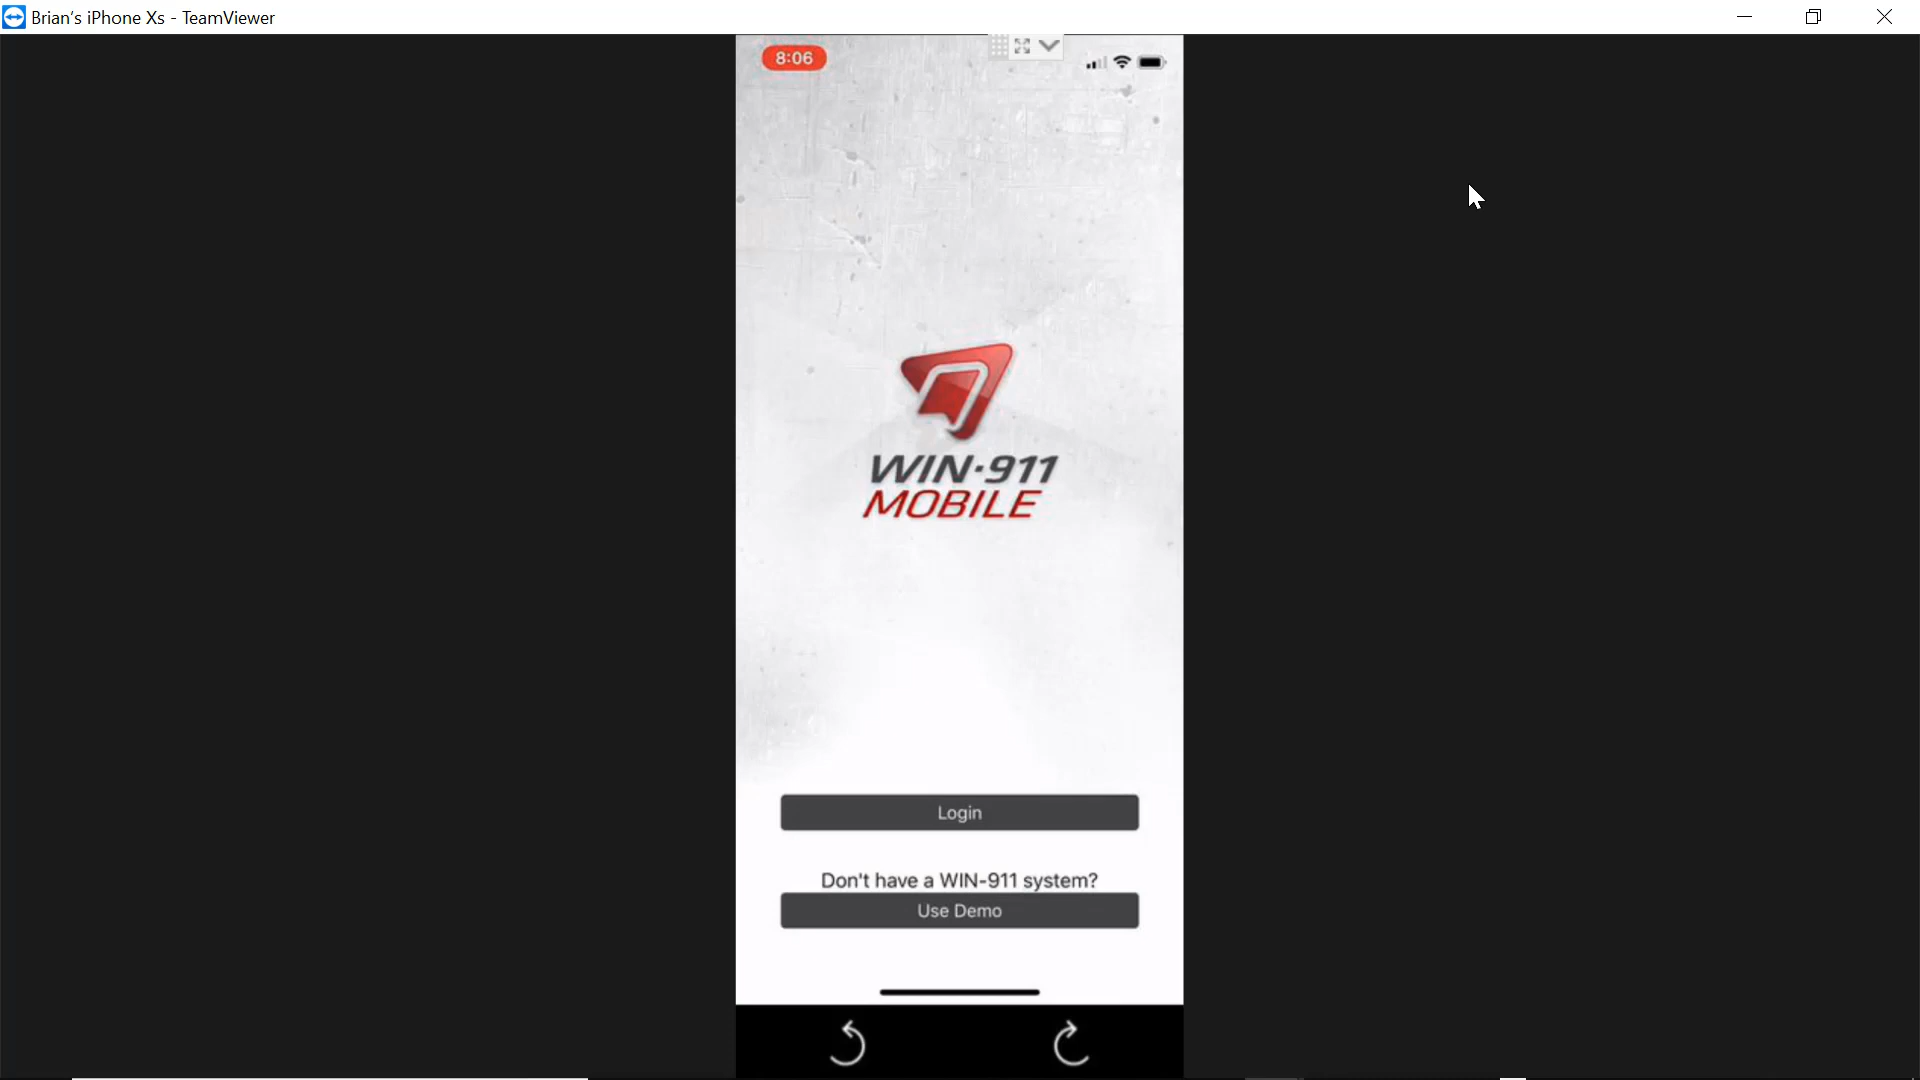 Brian's iPhone Xs - TeamViewer
8:06
WIN·911
MOBILE
Login
Don't have a WIN-911 system?
Use Demo